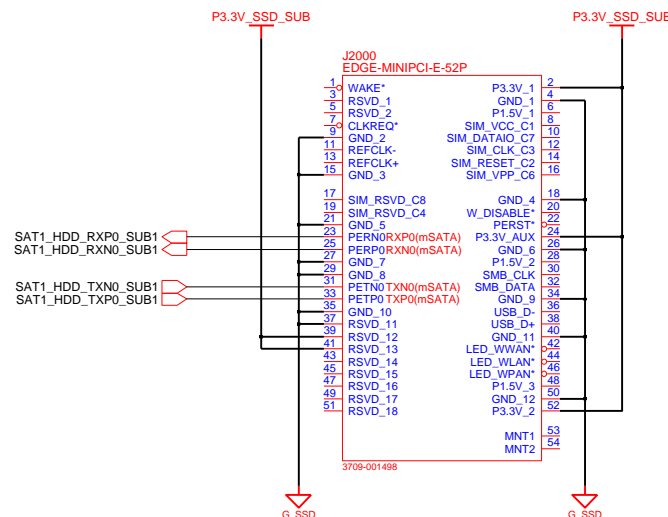 P3.3V_SSD_SUB P3.3V_SSD_SUB
J2000
EDGE-MINIPCI-E-52P
1 WAKE* P3.3V_1 2
3 RSVD_1 GND_1 4
5 RSVD_2 P1.5V_1 6
7 CLKREQ* SIM_VCC_C1 8
9 GND_2 SIM_DATAIO_C7 10
11 REFCLK- SIM_CLK_C3 12
13 REFCLK+ SIM_RESET_C2 14
15 GND_3 SIM_VPP_C6 16
17 SIM_RSVD_C8 GND_4 18
19 SIM_RSVD_C4 W_DISABLE* 20
21 GND_5 PERST* 22
SAT1_HDD_RXP0_SUB1 23 PERN0 RXP0(mSATA) P3.3V_AUX 24
SAT1_HDD_RXN0_SUB1 25 PERP0 RXN0(mSATA) GND_6 26
27 GND_7 P1.5V_2 28
29 GND_8 SMB_CLK 30
SAT1_HDD_TXN0_SUB1 31 PETN0 TXN0(mSATA) SMB_DATA 32
SAT1_HDD_TXP0_SUB1 33 PETP0 TXP0(mSATA) GND_9 34
35 GND_10 USB_D- 36
37 RSVD_11 USB_D+ 38
39 RSVD_12 GND_11 40
41 RSVD_13 LED_WWAN* 42
43 RSVD_14 LED_WLAN* 44
45 RSVD_15 LED_WPAN* 46
47 RSVD_16 P1.5V_3 48
49 RSVD_17 GND_12 50
51 RSVD_18 P3.3V_2 52
MNT1 53
MNT2 54
3709-001498
G_SSD G_SSD